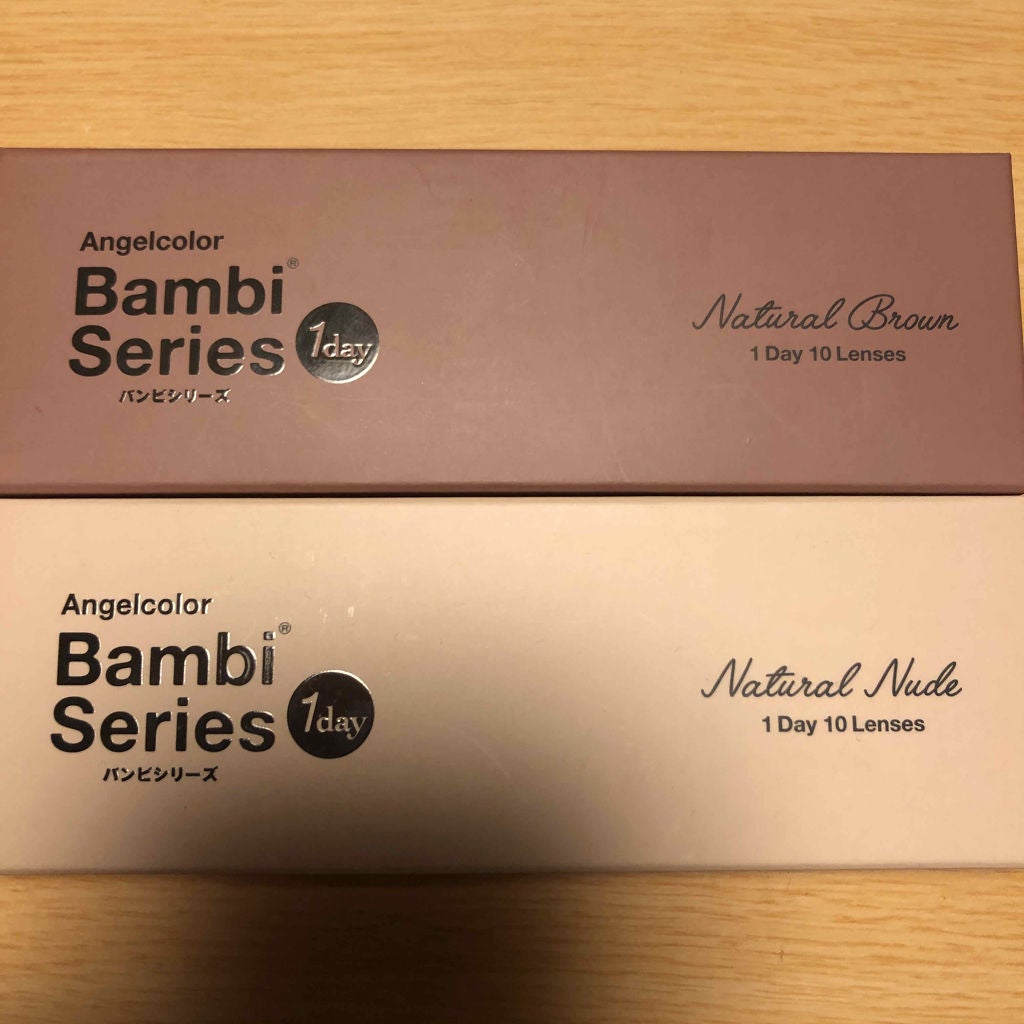 Angelcolor
Bambi®
Series 1day
バンビシリーズ
Natural Brown
1 Day 10 Lenses
Angelcolor
Bambi®
Series 1day
バンビシリーズ
Natural Nude
1 Day 10 Lenses